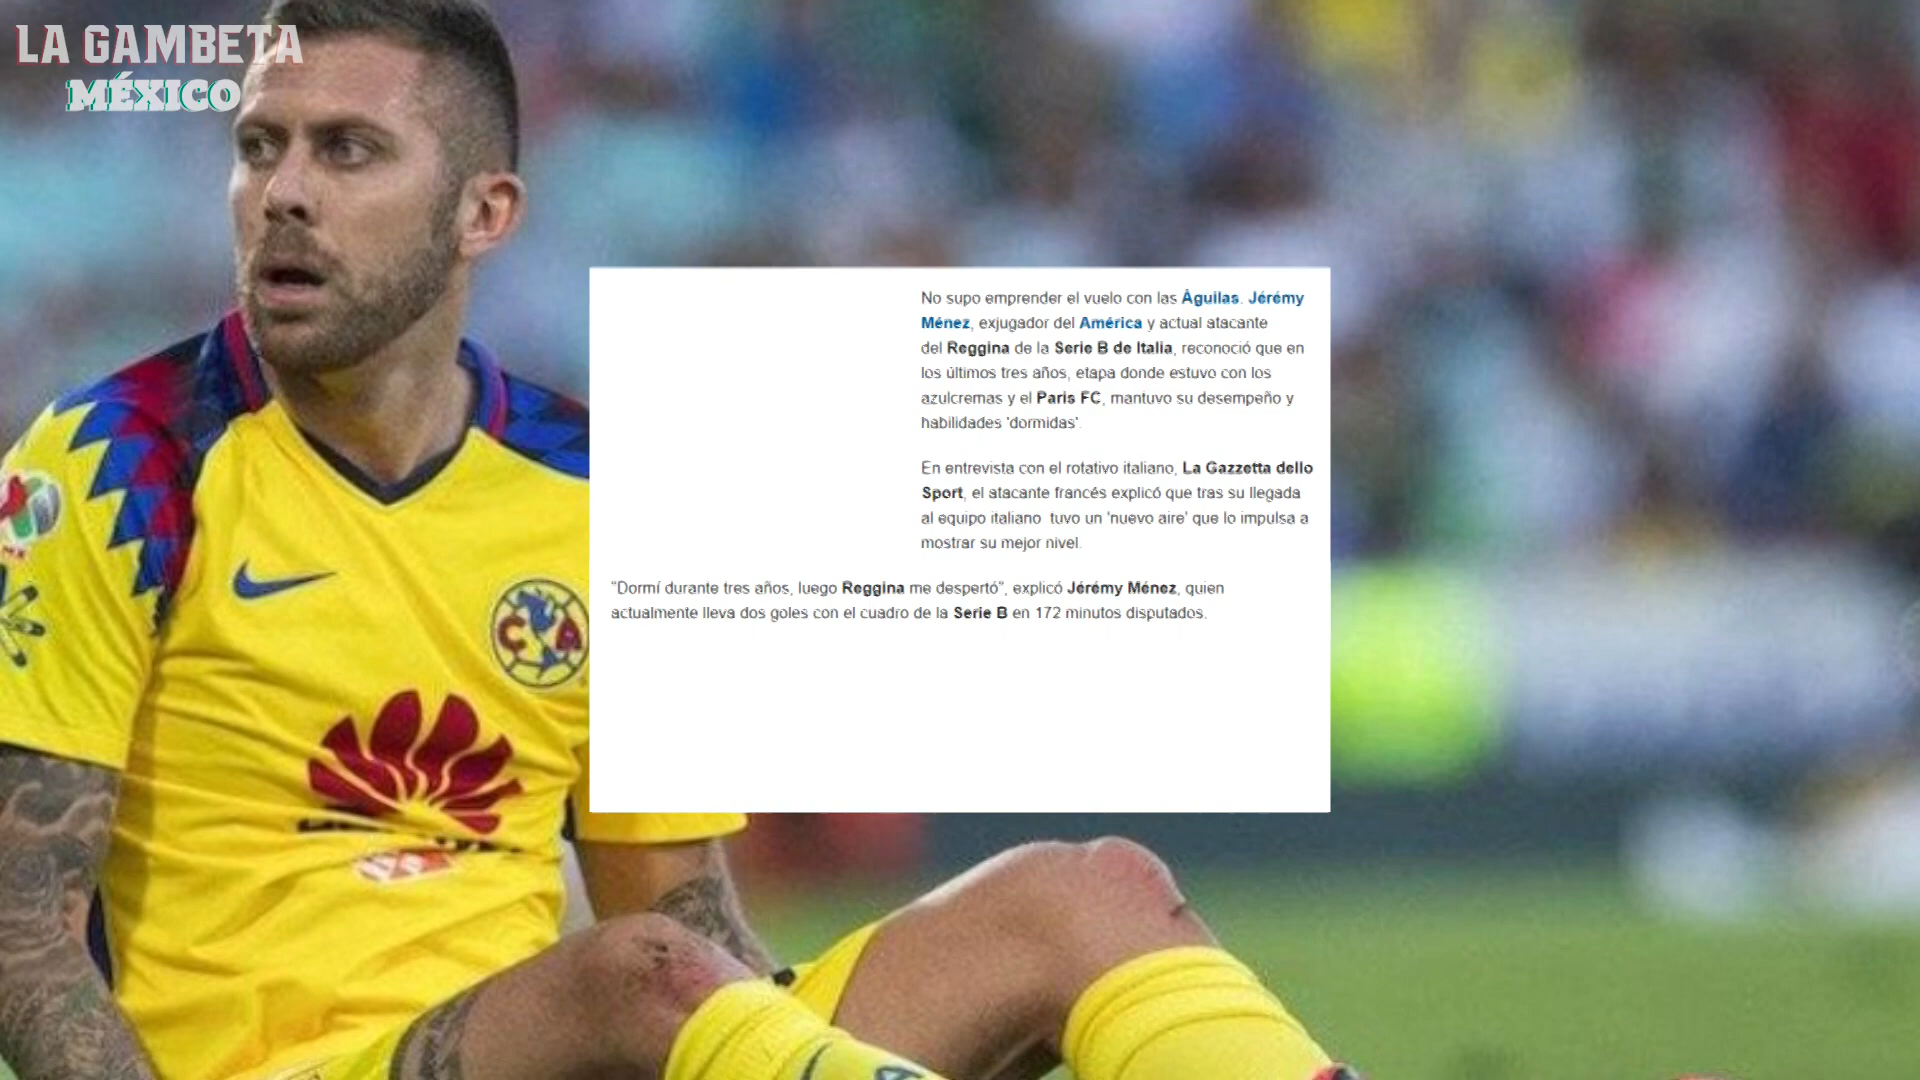 LA GAMBETA
MÉXICO
No supo emprender el vuelo con las Águilas. Jérémy
Ménez, exjugador del América y actual atacante
del Reggina de la Serie B de Italia, reconoció que en
los últimos tres años, etapa donde estuvo con los
azulcremas y el Paris FC, mantuvo su desempeño y
habilidades 'dormidas'.
En entrevista con el rotativo italiano, La Gazzetta dello
Sport, el atacante francés explicó que tras su llegada
al equipo italiano tuvo un 'nuevo aire' que lo impulsa a
mostrar su mejor nivel.
"Dormí durante tres años, luego Reggina me despertó", explicó Jérémy Ménez, quien
actualmente lleva dos goles con el cuadro de la Serie B en 172 minutos disputados.
CA